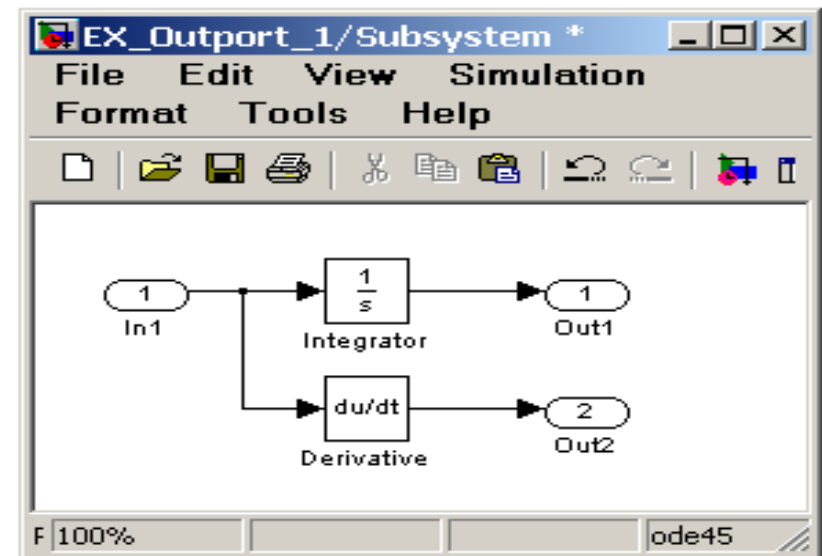 EX_Outport_1/Subsystem *
File Edit View Simulation
Format Tools Help
1
In1
1
s
Integrator
1
Out1
du/dt
Derivative
2
Out2
F 100% ode45